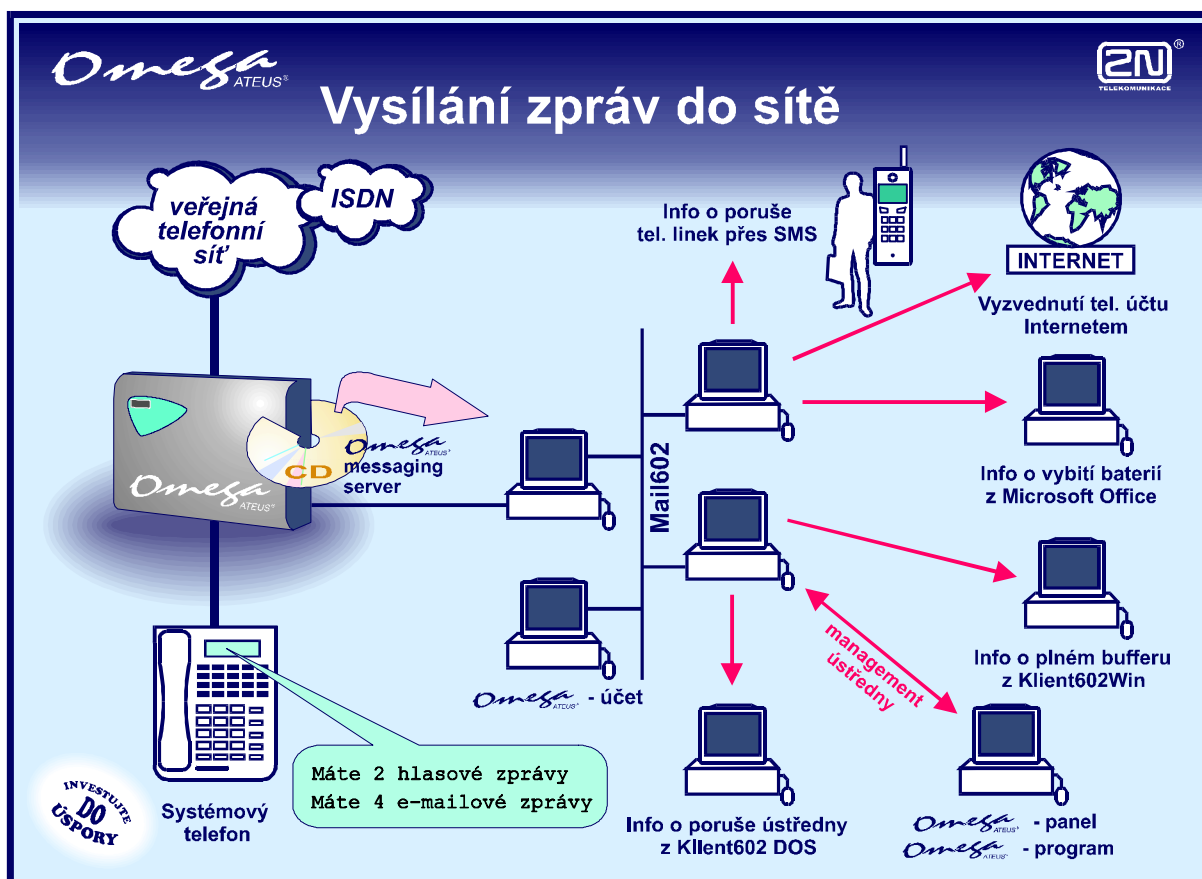 Omega
ATEUS®
2N®
TELEKOMUNIKACE
Vysílání zpráv do sítě
veřejná
telefonní
síť
ISDN
Info o poruše
tel. linek přes SMS
INTERNET
Vyzvednutí tel. účtu
Internetem
CD
Omega
ATEUS®
messaging
server
Omega
ATEUS®
Mail602
Info o vybití baterií
z Microsoft Office
Info o plném bufferu
z Klient602Win
management
ústředny
Omega ATEUS® - účet
Máte 2 hlasové zprávy
Máte 4 e-mailové zprávy
INVESTUJTE
DO
ÚSPORY
Systémový
telefon
Info o poruše ústředny
z Kllent602 DOS
Omega ATEUS® - panel
Omega ATEUS® - program